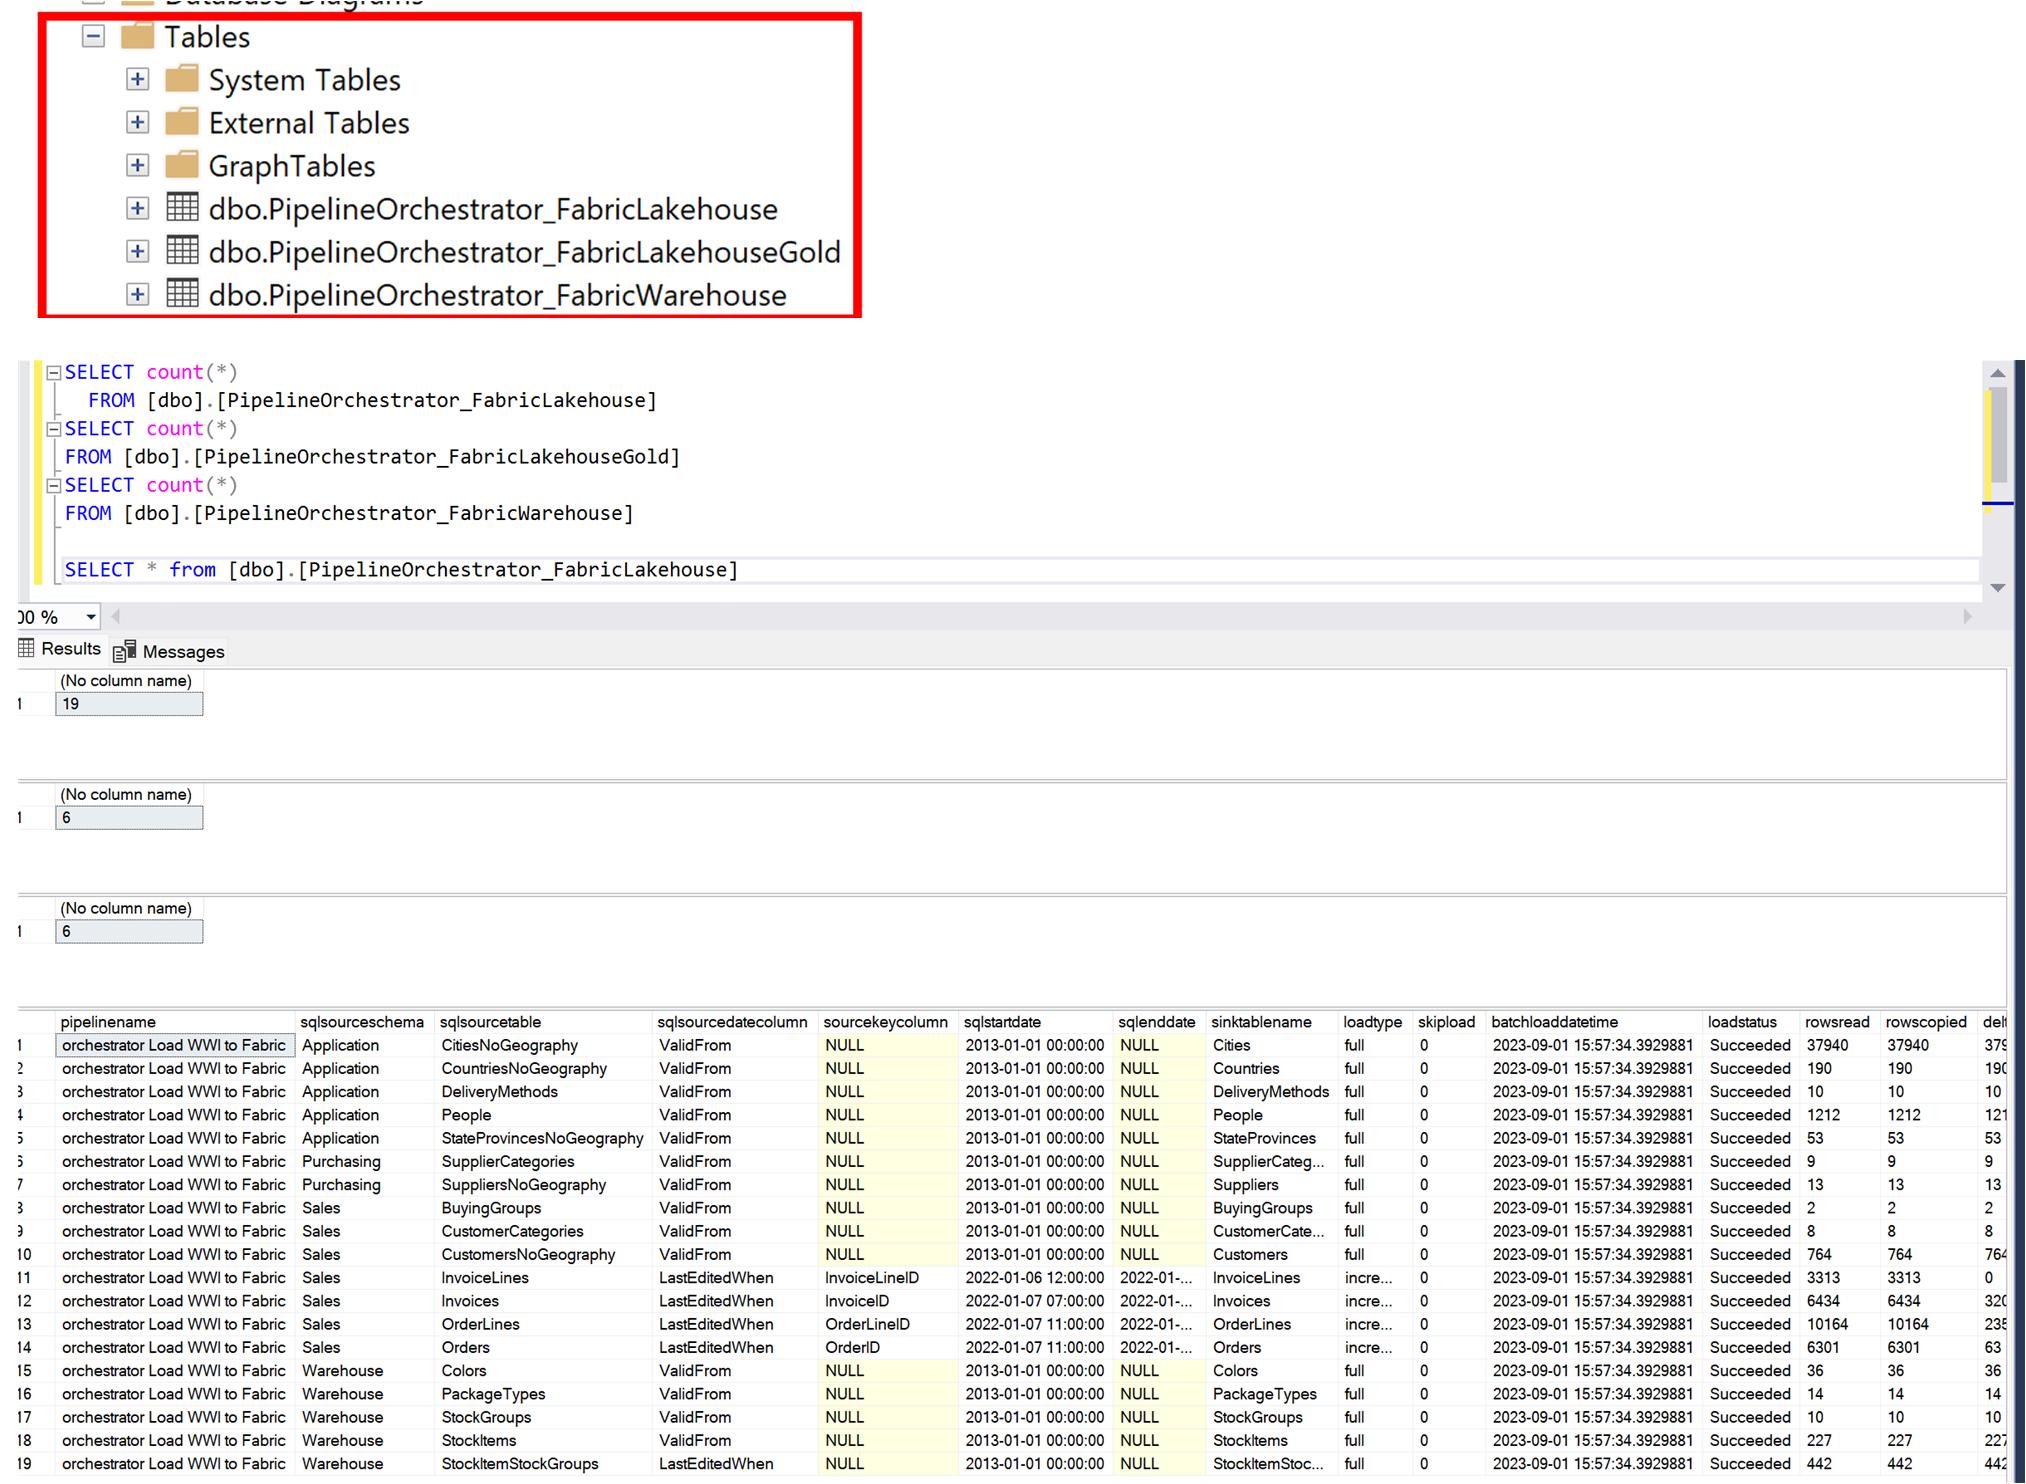 Database Diagrams
Tables
System Tables
External Tables
GraphTables
dbo.PipelineOrchestrator_FabricLakehouse
dbo.PipelineOrchestrator_FabricLakehouseGold
dbo.PipelineOrchestrator_FabricWarehouse
SELECT count(*)
FROM [dbo].[PipelineOrchestrator_FabricLakehouse]
SELECT count(*)
FROM [dbo].[PipelineOrchestrator_FabricLakehouseGold]
SELECT count(*)
FROM [dbo].[PipelineOrchestrator_FabricWarehouse]
SELECT * from [dbo].[PipelineOrchestrator_FabricLakehouse]
00 %
Results Messages
(No column name)
1 19
(No column name)
1 6
(No column name)
1 6
pipelinename sqlsourceschema sqlsourcetable sqlsourcedatecolumn sourcekeycolumn sqlstartdate sqlenddate sinktablename loadtype skipload batchloaddatetime loadstatus rowsread rowscopied delt
1 orchestrator Load WWI to Fabric Application CitiesNoGeography ValidFrom NULL 2013-01-01 00:00:00 NULL Cities full 0 2023-09-01 15:57:34.3929881 Succeeded 37940 37940 379
2 orchestrator Load WWI to Fabric Application CountriesNoGeography ValidFrom NULL 2013-01-01 00:00:00 NULL Countries full 0 2023-09-01 15:57:34.3929881 Succeeded 190 190 190
3 orchestrator Load WWI to Fabric Application DeliveryMethods ValidFrom NULL 2013-01-01 00:00:00 NULL DeliveryMethods full 0 2023-09-01 15:57:34.3929881 Succeeded 10 10 10
4 orchestrator Load WWI to Fabric Application People ValidFrom NULL 2013-01-01 00:00:00 NULL People full 0 2023-09-01 15:57:34.3929881 Succeeded 1212 1212 121
5 orchestrator Load WWI to Fabric Application StateProvincesNoGeography ValidFrom NULL 2013-01-01 00:00:00 NULL StateProvinces full 0 2023-09-01 15:57:34.3929881 Succeeded 53 53 53
6 orchestrator Load WWI to Fabric Purchasing SupplierCategories ValidFrom NULL 2013-01-01 00:00:00 NULL SupplierCateg... full 0 2023-09-01 15:57:34.3929881 Succeeded 9 9 9
7 orchestrator Load WWI to Fabric Purchasing SuppliersNoGeography ValidFrom NULL 2013-01-01 00:00:00 NULL Suppliers full 0 2023-09-01 15:57:34.3929881 Succeeded 13 13 13
8 orchestrator Load WWI to Fabric Sales BuyingGroups ValidFrom NULL 2013-01-01 00:00:00 NULL BuyingGroups full 0 2023-09-01 15:57:34.3929881 Succeeded 2 2 2
9 orchestrator Load WWI to Fabric Sales CustomerCategories ValidFrom NULL 2013-01-01 00:00:00 NULL CustomerCate... full 0 2023-09-01 15:57:34.3929881 Succeeded 8 8 8
10 orchestrator Load WWI to Fabric Sales CustomersNoGeography ValidFrom NULL 2013-01-01 00:00:00 NULL Customers full 0 2023-09-01 15:57:34.3929881 Succeeded 764 764 764
11 orchestrator Load WWI to Fabric Sales InvoiceLines LastEditedWhen InvoiceLineID 2022-01-06 12:00:00 2022-01-... InvoiceLines incre... 0 2023-09-01 15:57:34.3929881 Succeeded 3313 3313 0
12 orchestrator Load WWI to Fabric Sales Invoices LastEditedWhen InvoiceID 2022-01-07 07:00:00 2022-01-... Invoices incre... 0 2023-09-01 15:57:34.3929881 Succeeded 6434 6434 320
13 orchestrator Load WWI to Fabric Sales OrderLines LastEditedWhen OrderLineID 2022-01-07 11:00:00 2022-01-... OrderLines incre... 0 2023-09-01 15:57:34.3929881 Succeeded 10164 10164 235
14 orchestrator Load WWI to Fabric Sales Orders LastEditedWhen OrderID 2022-01-07 11:00:00 2022-01-... Orders incre... 0 2023-09-01 15:57:34.3929881 Succeeded 6301 6301 63
15 orchestrator Load WWI to Fabric Warehouse Colors ValidFrom NULL 2013-01-01 00:00:00 NULL Colors full 0 2023-09-01 15:57:34.3929881 Succeeded 36 36 36
16 orchestrator Load WWI to Fabric Warehouse PackageTypes ValidFrom NULL 2013-01-01 00:00:00 NULL PackageTypes full 0 2023-09-01 15:57:34.3929881 Succeeded 14 14 14
17 orchestrator Load WWI to Fabric Warehouse StockGroups ValidFrom NULL 2013-01-01 00:00:00 NULL StockGroups full 0 2023-09-01 15:57:34.3929881 Succeeded 10 10 10
18 orchestrator Load WWI to Fabric Warehouse StockItems ValidFrom NULL 2013-01-01 00:00:00 NULL StockItems full 0 2023-09-01 15:57:34.3929881 Succeeded 227 227 227
19 orchestrator Load WWI to Fabric Warehouse StockItemStockGroups LastEditedWhen NULL 2013-01-01 00:00:00 NULL StockItemStoc... full 0 2023-09-01 15:57:34.3929881 Succeeded 442 442 442